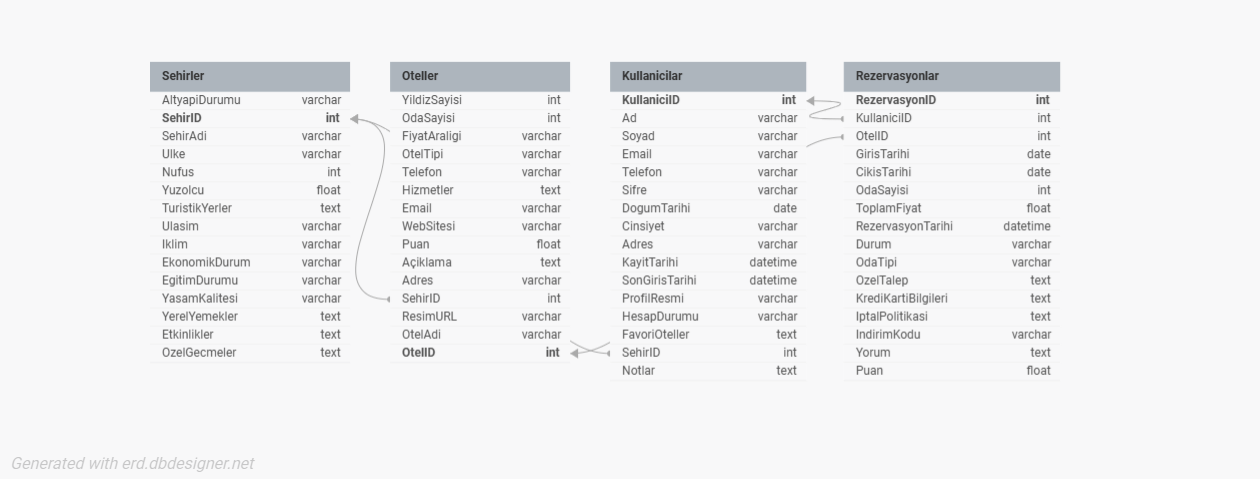 Sehirler
AltyapiDurumu varchar
SehirID int
SehirAdi varchar
Ulke varchar
Nufus int
Yuzolcu float
TuristikYerler text
Ulasim varchar
Iklim varchar
EkonomikDurum varchar
EgitimDurumu varchar
YasamKalitesi varchar
YerelYemekler text
Etkinlikler text
OzelGecmeler text
Oteller
YildizSayisi int
OdaSayisi int
FiyatAraligi varchar
OtelTipi varchar
Telefon varchar
Hizmetler text
Email varchar
WebSitesi varchar
Puan float
Açiklama text
Adres varchar
SehirID int
ResimURL varchar
OtelAdi varchar
OtelID int
Kullanicilar
KullaniciID int
Ad varchar
Soyad varchar
Email varchar
Telefon varchar
Sifre varchar
DogumTarihi date
Cinsiyet varchar
Adres varchar
KayitTarihi datetime
SonGirisTarihi datetime
ProfilResmi varchar
HesapDurumu varchar
FavoriOteller text
SehirID int
Notlar text
Rezervasyonlar
RezervasyonID int
KullaniciID int
OtelID int
GirisTarihi date
CikisTarihi date
OdaSayisi int
ToplamFiyat float
RezervasyonTarihi datetime
Durum varchar
OdaTipi varchar
OzelTalep text
KrediKartiBilgileri text
IptalPolitikasi text
IndirimKodu varchar
Yorum text
Puan float
Generated with erd.dbdesigner.net